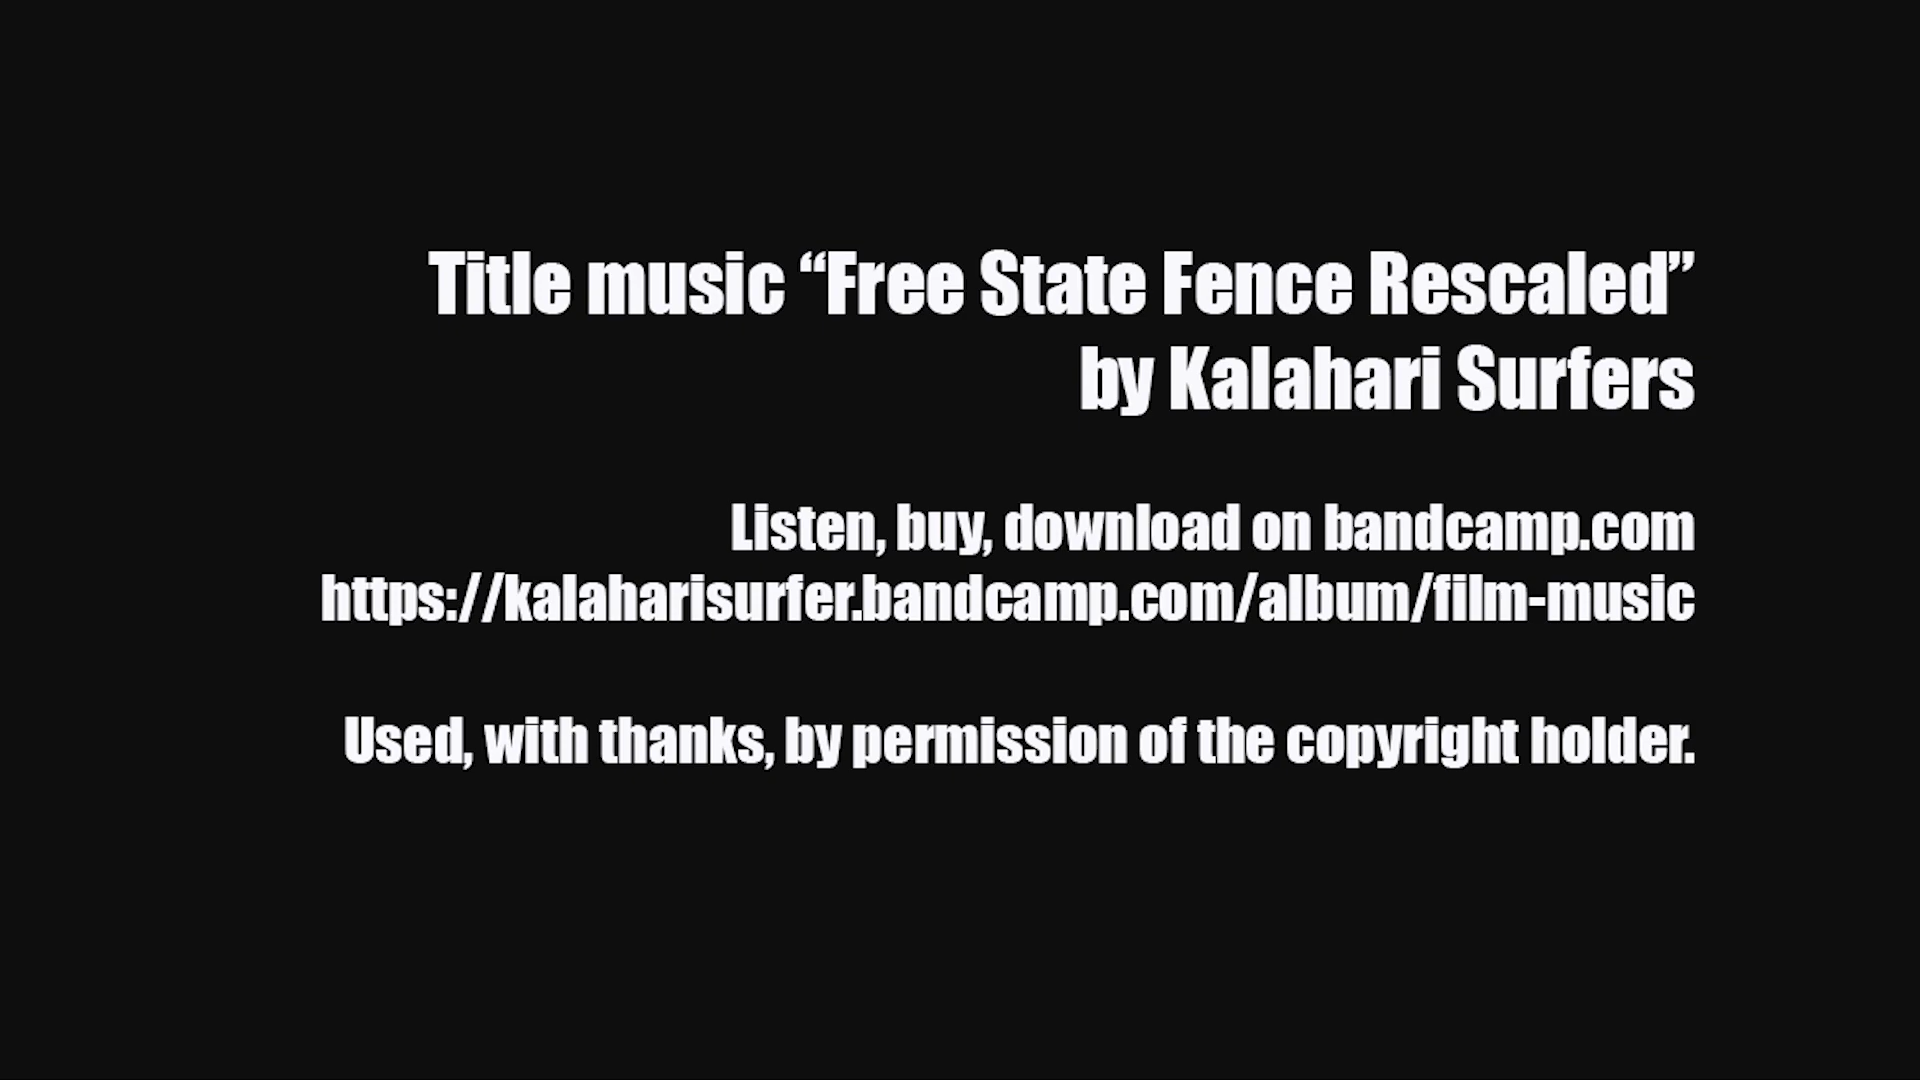 Title music “Free State Fence Rescaled”
by Kalahari Surfers
Listen, buy, download on bandcamp.com
https://kalaharisurfer.bandcamp.com/album/film-music
Used, with thanks, by permission of the copyright holder.